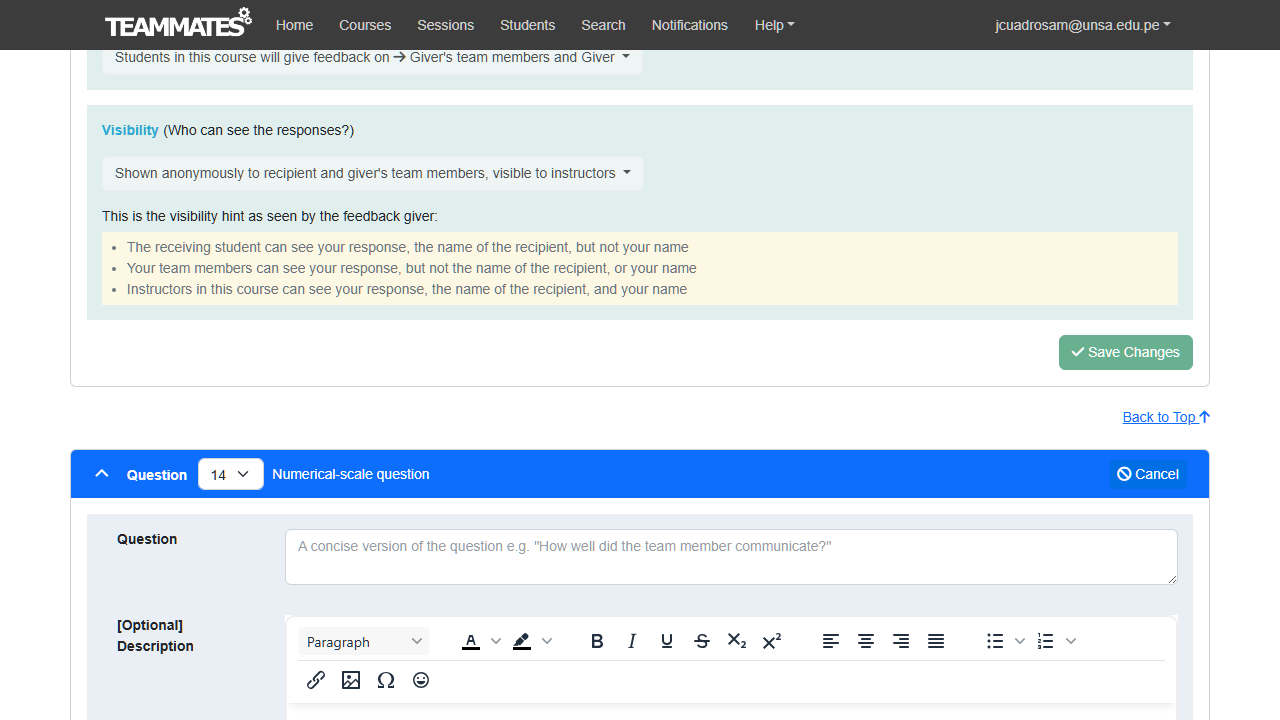 TEAMMATES Home Courses Sessions Students Search Notifications Help jcuadrosam@unsa.edu.pe
Students in this course will give feedback on → Giver's team members and Giver
Visibility (Who can see the responses?)
Shown anonymously to recipient and giver's team members, visible to instructors
This is the visibility hint as seen by the feedback giver:
• The receiving student can see your response, the name of the recipient, but not your name
• Your team members can see your response, but not the name of the recipient, or your name
• Instructors in this course can see your response, the name of the recipient, and your name
Save Changes
Back to Top
Question 14 Numerical-scale question Cancel
Question A concise version of the question e.g. "How well did the team member communicate?"
[Optional]
Description
Paragraph A B I U S X₂ X²
Ω